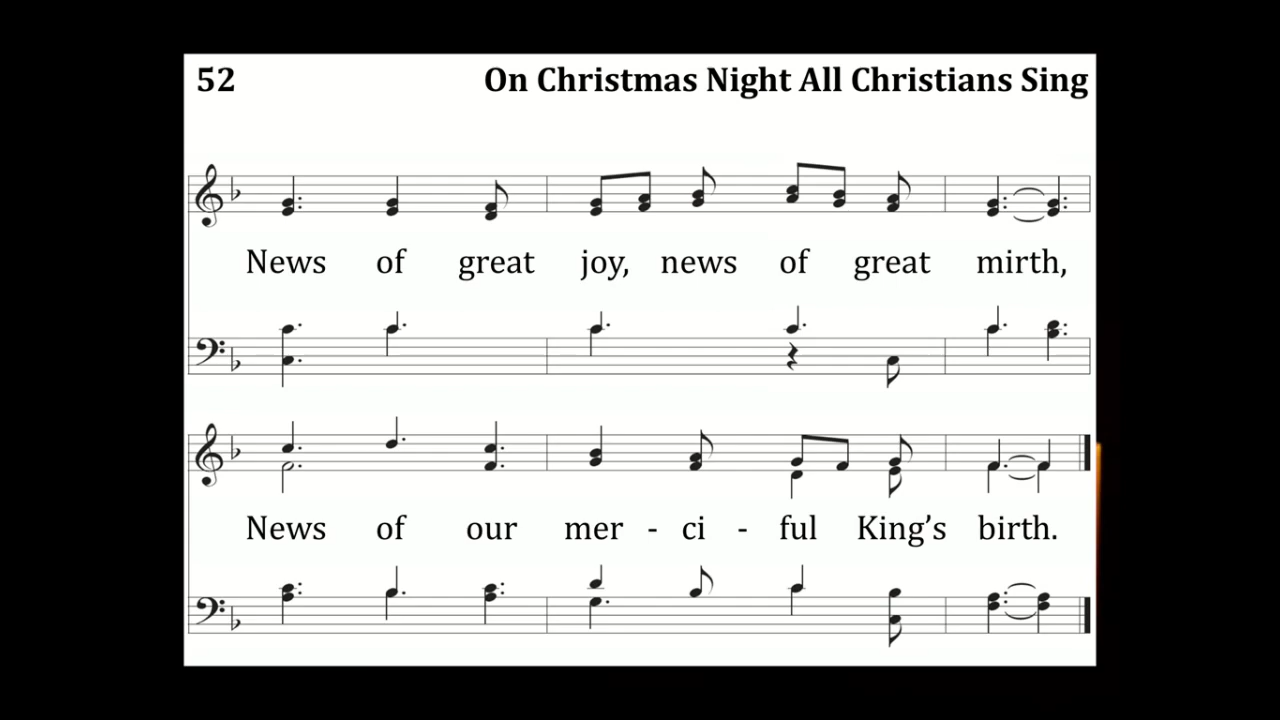 52 On Christmas Night All Christians Sing
News of great joy, news of great mirth,
News of our mer - ci - ful King’s birth.